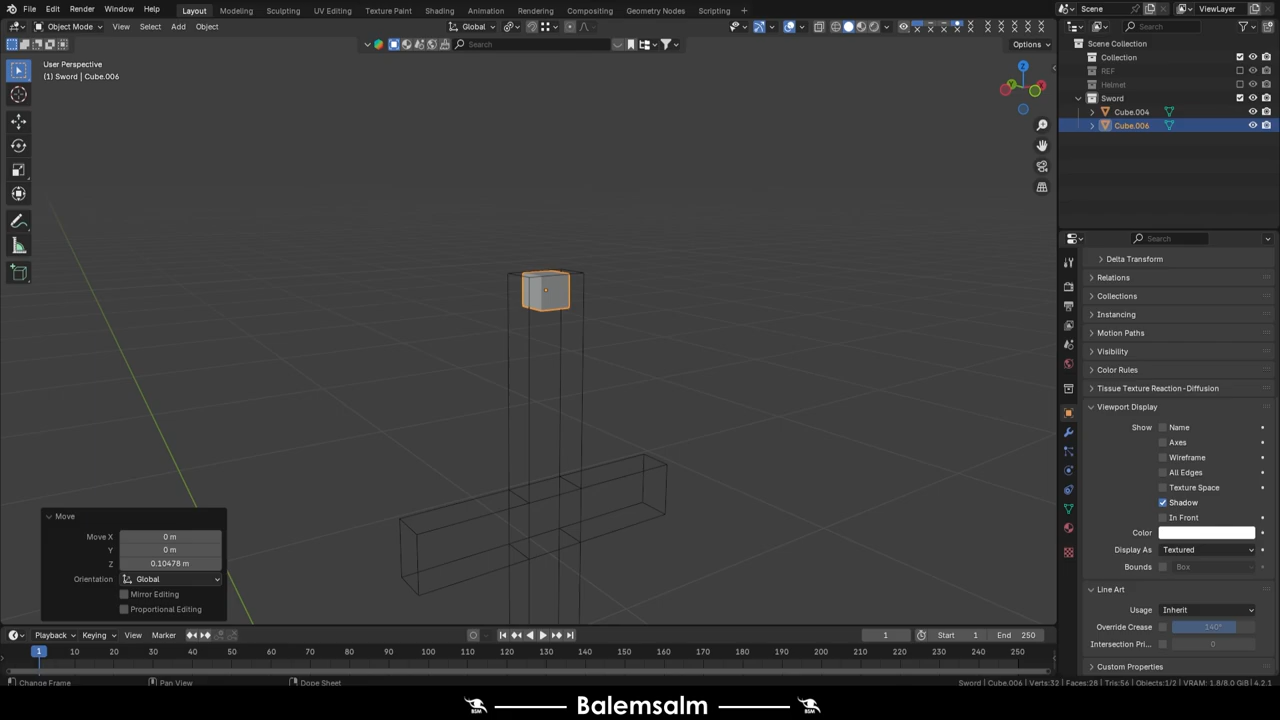 File Edit Render Window Help Layout Modeling Sculpting UV Editing Texture Paint Shading Animation Rendering Compositing Geometry Nodes Scripting Scene ViewLayer
Object Mode View Select Add Object Global Search
Search Options
User Perspective
(1) Sword | Cube.006
Z
Y
X
Scene Collection
Collection
REF
Helmet
Sword
Cube.004
Cube.006
Search
Delta Transform
Relations
Collections
Instancing
Motion Paths
Visibility
Color Rules
Tissue Texture Reaction-Diffusion
Viewport Display
Show Name
Axes
Wireframe
All Edges
Texture Space
Shadow
In Front
Color
Display As Textured
Bounds Box
Line Art
Usage Inherit
Override Crease 140°
Intersection Pri... 0
Custom Properties
Move
Move X 0 m
Y 0 m
Z 0.10478 m
Orientation Global
Mirror Editing
Proportional Editing
Playback Keying View Marker 1 Start 1 End 250
1 10 20 30 40 50 60 70 80 90 100 110 120 130 140 150 160 170 180 190 200 210 220 230 240 250
Change Frame Pan View Dope Sheet Sword | Cube.006 | Verts:32 | Faces:28 | Tris:56 | Objects:1/2 | VRAM: 1.8/8.0 GiB | 4.2.1
Balemsalm
BSM BSM